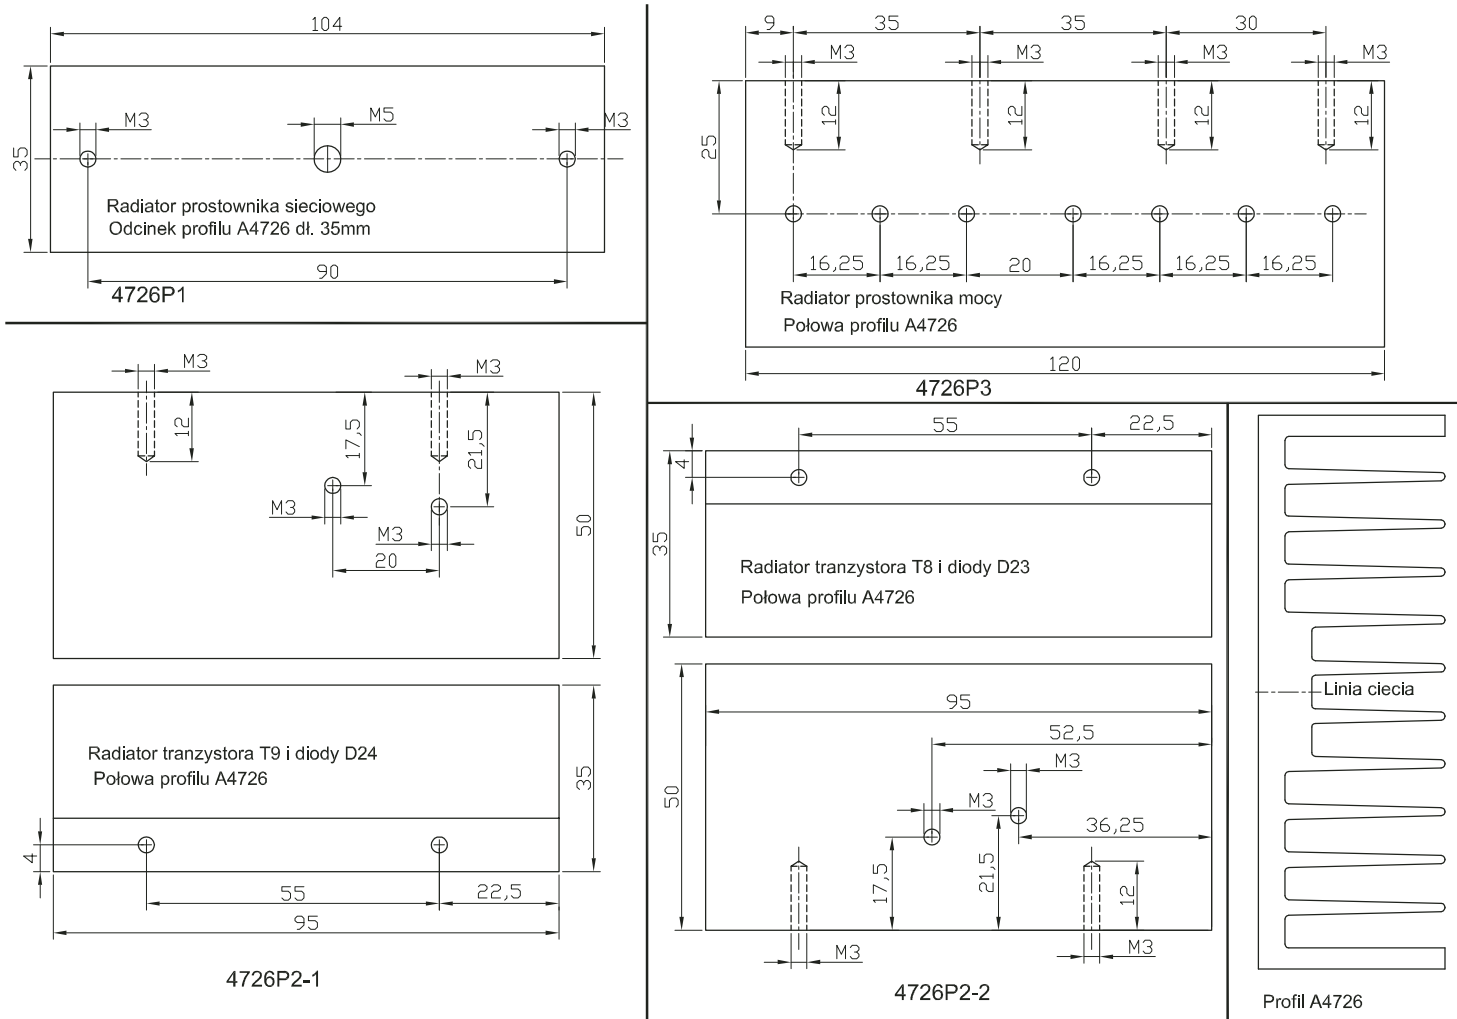 104
M3
M5
M3
35
Radiator prostownika sieciowego
Odcinek profilu A4726 dł. 35mm
90
4726P1
9
35
35
30
M3
M3
M3
M3
12
12
12
12
25
16,25
16,25
20
16,25
16,25
16,25
Radiator prostownika mocy
Połowa profilu A4726
120
4726P3
M3
M3
12
17,5
21,5
M3
M3
20
50
Radiator tranzystora T9 i diody D24
Połowa profilu A4726
35
4
55
22,5
95
4726P2-1
55
22,5
4
35
Radiator tranzystora T8 i diody D23
Połowa profilu A4726
95
52,5
M3
M3
50
36,25
17,5
21,5
12
M3
M3
4726P2-2
Linia ciecia
Profil A4726